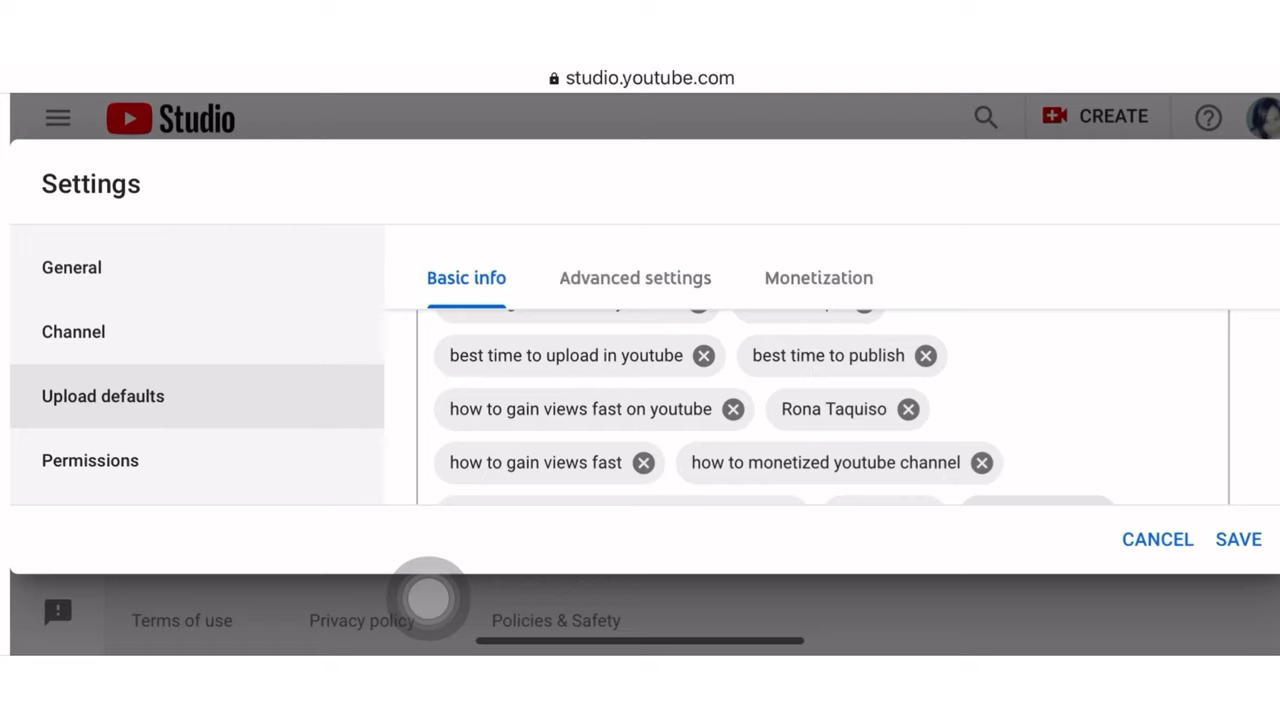 studio.youtube.com
Studio
CREATE
Settings
General
Channel
Upload defaults
Permissions
Basic info
Advanced settings
Monetization
best time to upload in youtube
best time to publish
how to gain views fast on youtube
Rona Taquiso
how to gain views fast
how to monetized youtube channel
CANCEL
SAVE
Terms of use
Privacy policy
Policies & Safety